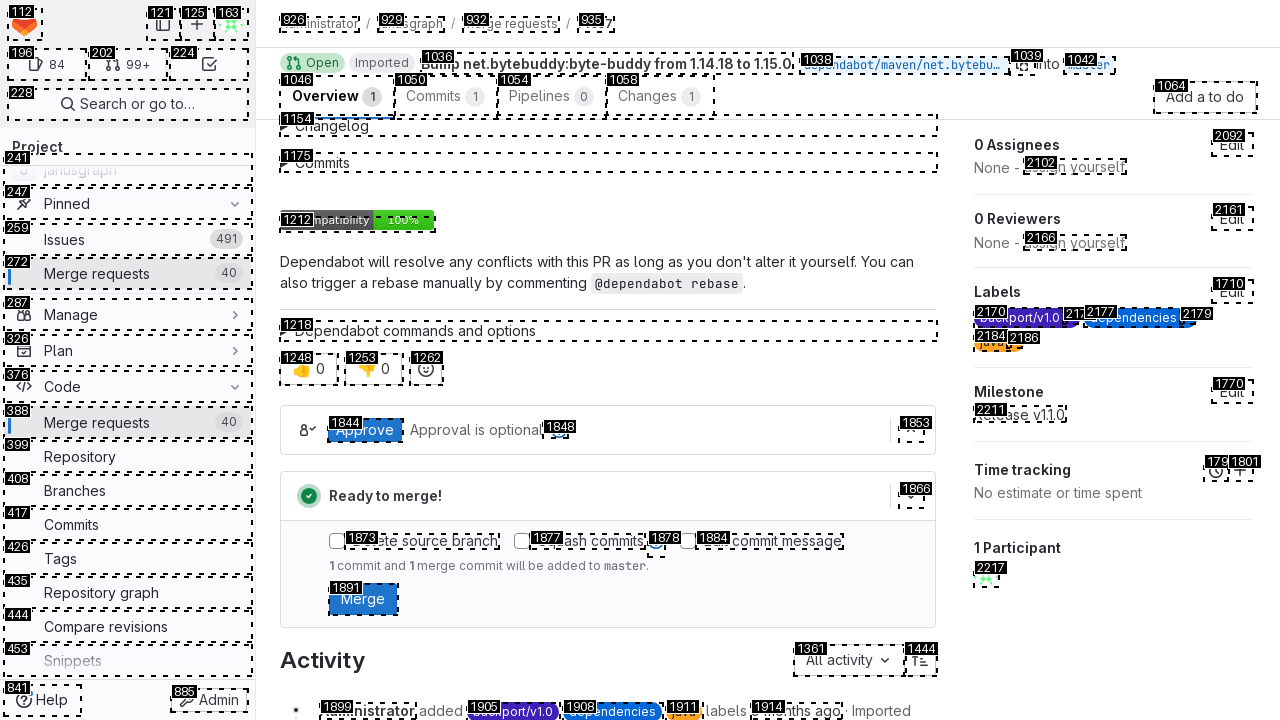 112
121
125
163
196
84
202
99+
224
228
Search or go to…
Project
241
janusgraph
247
Pinned
259
Issues
491
272
Merge requests
40
287
Manage
326
Plan
376
Code
388
Merge requests
40
399
Repository
408
Branches
417
Commits
426
Tags
435
Repository graph
444
Compare revisions
453
Snippets
841
Help
885
Admin
926
929
932
935
/
/
merge requests
/
Open
Imported
1036
Bump net.bytebuddy:byte-buddy from 1.14.18 to 1.15.0
1038
dependabot/maven/net.bytebu…
1039
into
1042
master
1046
Overview 1
1050
Commits 1
1054
Pipelines 0
1058
Changes 1
1064
Add a to do
1154
Changelog
1175
Commits
1212
100%
Dependabot will resolve any conflicts with this PR as long as you don't alter it yourself. You can
also trigger a rebase manually by commenting @dependabot rebase.
1218
Dependabot commands and options
1248
👍 0
1253
👎 0
1262
1844
Approve
Approval is optional
1848
1853
Ready to merge!
1866
1873
Delete source branch
1877
Squash commits
1878
1884
Edit commit message
1 commit and 1 merge commit will be added to master.
1891
Merge
Activity
1361
All activity
1444
1899
Administrator added
1905
backport/v1.0
1908
dependencies
1911
java
labels
1914
months ago · Imported
0 Assignees
2092
Edit
None -
2102
assign yourself
0 Reviewers
2161
Edit
None -
2166
assign yourself
Labels
1710
Edit
2170
backport/v1.0
2177
dependencies
2179
2184
java
2186
Milestone
1770
Edit
2211
Release v1.1.0
Time tracking
1801
No estimate or time spent
1 Participant
2217